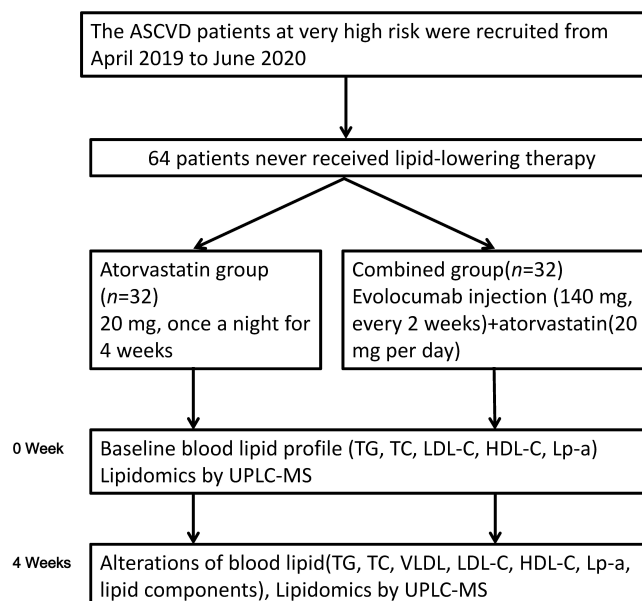 The ASCVD patients at very high risk were recruited from
April 2019 to June 2020
64 patients never received lipid-lowering therapy
Atorvastatin group
(n=32)
20 mg, once a night for
4 weeks
Combined group(n=32)
Evolocumab injection (140 mg,
every 2 weeks)+atorvastatin(20
mg per day)
0 Week
Baseline blood lipid profile (TG, TC, LDL-C, HDL-C, Lp-a)
Lipidomics by UPLC-MS
4 Weeks
Alterations of blood lipid(TG, TC, VLDL, LDL-C, HDL-C, Lp-a,
lipid components), Lipidomics by UPLC-MS